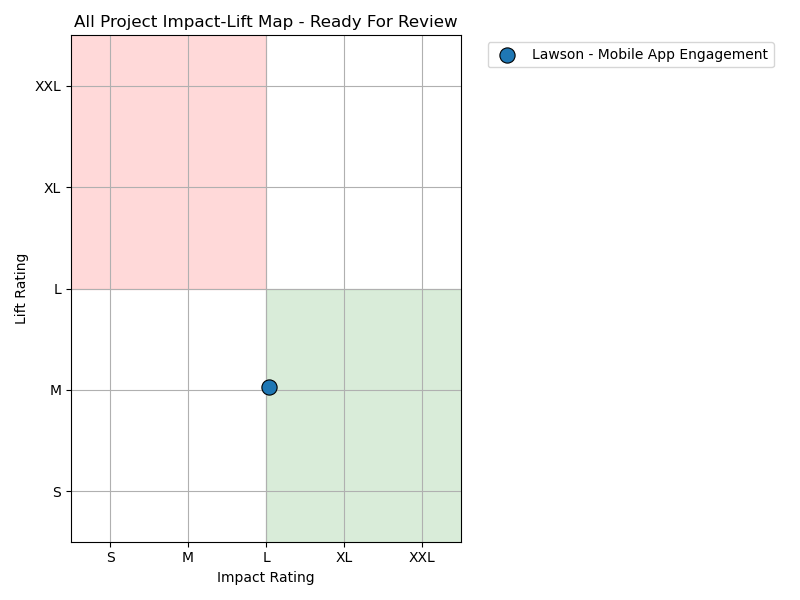 All Project Impact-Lift Map - Ready For Review
Lawson - Mobile App Engagement
XXL
XL
L
M
S
Lift Rating
S M L XL XXL
Impact Rating